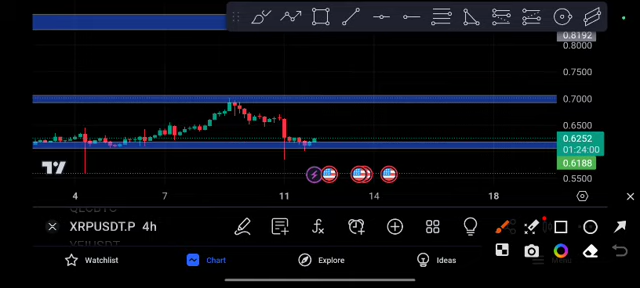 0.8192
0.8000
0.7500
0.7000
0.6500
0.6252
01:24:00
0.6188
0.5500
4 7 11 14 18
XRPUSDT.P 4h
Watchlist
Chart
Explore
Ideas